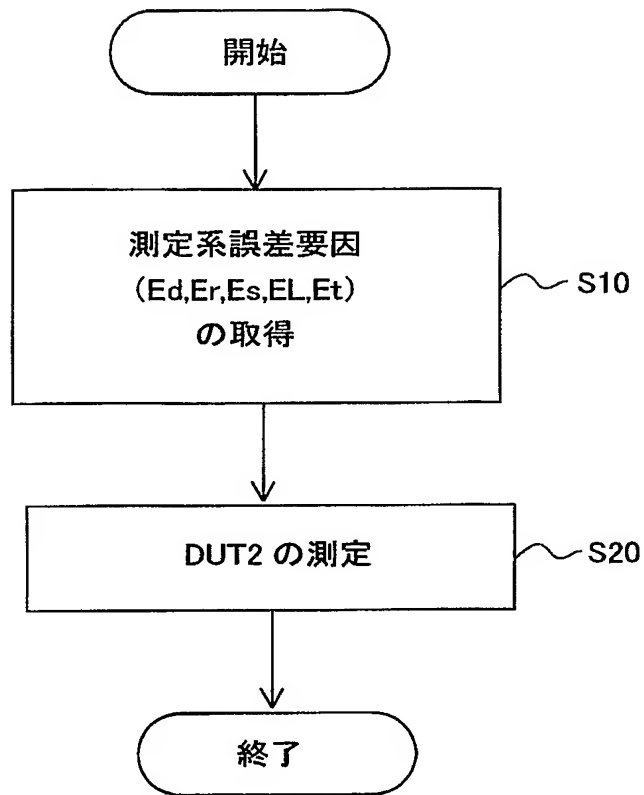 開始
測定系誤差要因
(Ed,Er,Es,EL,Et)
の取得
S10
DUT2 の測定
S20
終了